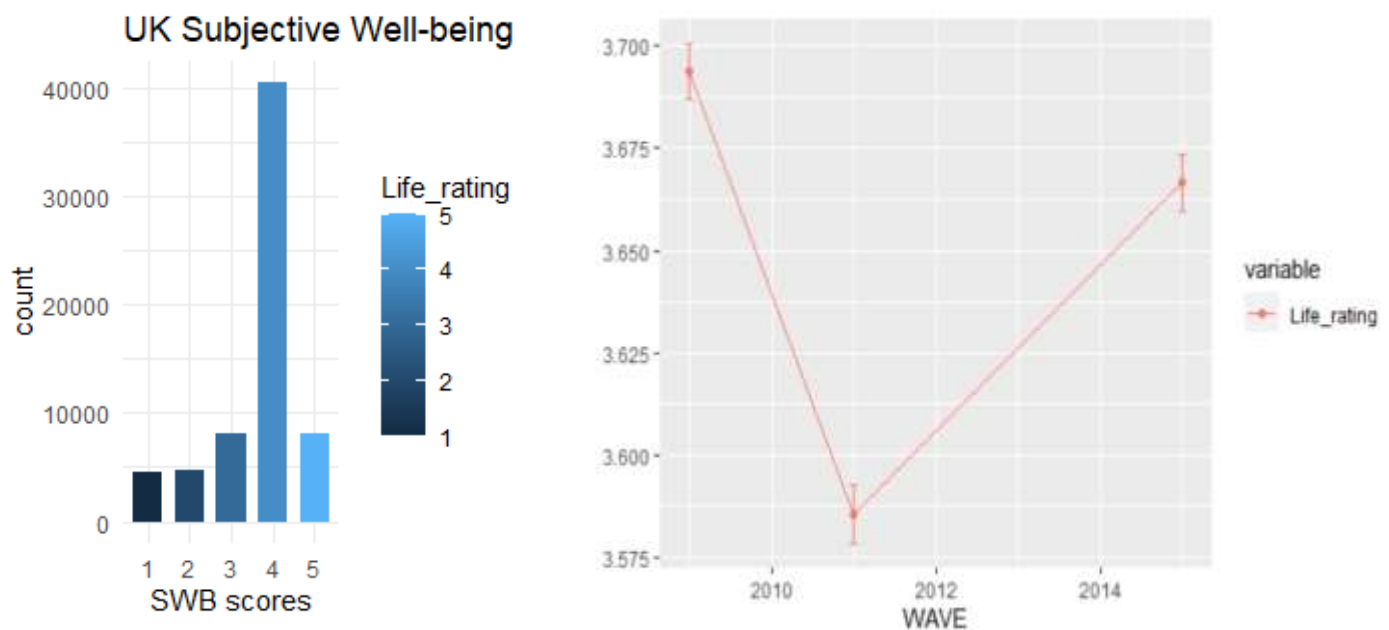 UK Subjective Well-being
count
40000
30000
20000
10000
0
1 2 3 4 5
SWB scores
Life_rating
5
4
3
2
1
3.700
3.675
3.650
3.625
3.600
3.575
2010 2012 2014
WAVE
variable
Life_rating